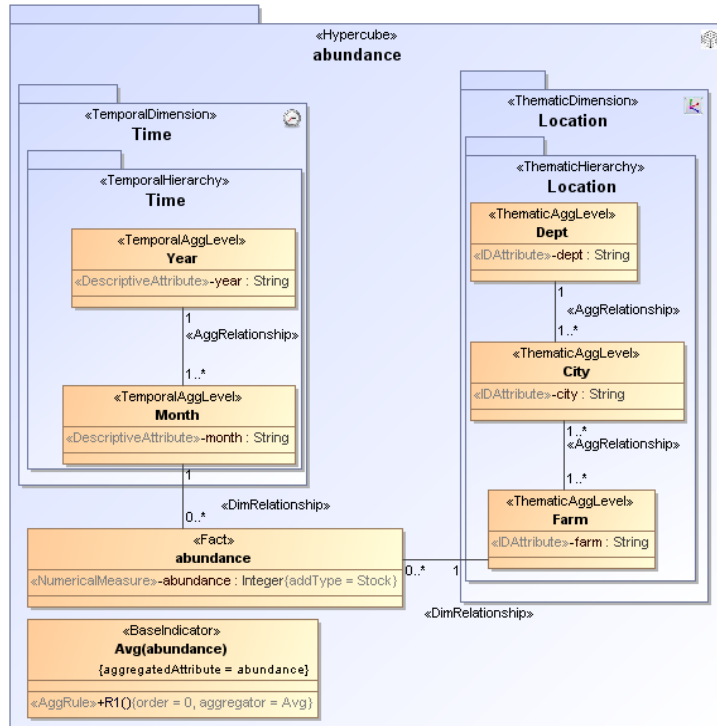 «Hypercube»
abundance
«TemporalDimension»
Time
«TemporalHierarchy»
Time
«TemporalAggLevel»
Year
«DescriptiveAttribute»-year : String
1
«AggRelationship»
1..*
«TemporalAggLevel»
Month
«DescriptiveAttribute»-month : String
1
«DimRelationship»
0..*
«ThematicDimension»
Location
«ThematicHierarchy»
Location
«ThematicAggLevel»
Dept
«IDAttribute»-dept : String
1
«AggRelationship»
1..*
«ThematicAggLevel»
City
«IDAttribute»-city : String
1..*
«AggRelationship»
1..*
«ThematicAggLevel»
Farm
«IDAttribute»-farm : String
«Fact»
abundance
«NumericalMeasure»-abundance : Integer{addType = Stock}
0..*
1
«DimRelationship»
«BaseIndicator»
Avg(abundance)
{aggregatedAttribute = abundance}
«AggRule»+R1(){order = 0, aggregator = Avg}